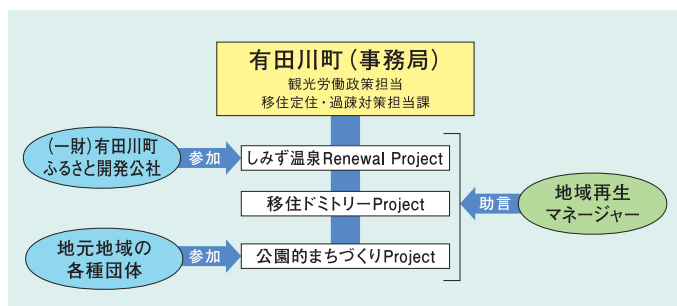 有田川町（事務局）
観光労働政策担当
移住定住・過疎対策担当課
（一財）有田川町
ふるさと開発公社
参加
しみず温泉Renewal Project
移住ドミトリーProject
助言
地域再生
マネージャー
地元地域の
各種団体
参加
公園的まちづくりProject